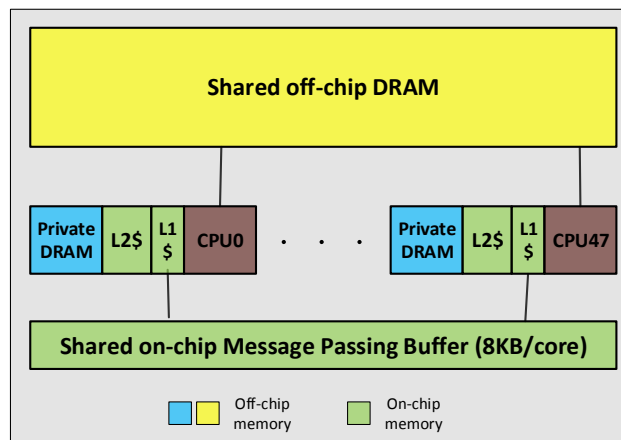 Shared off-chip DRAM
Private DRAM L2$ L1 $ CPU0 . . . Private DRAM L2$ L1 $ CPU47
Shared on-chip Message Passing Buffer (8KB/core)
Off-chip memory On-chip memory